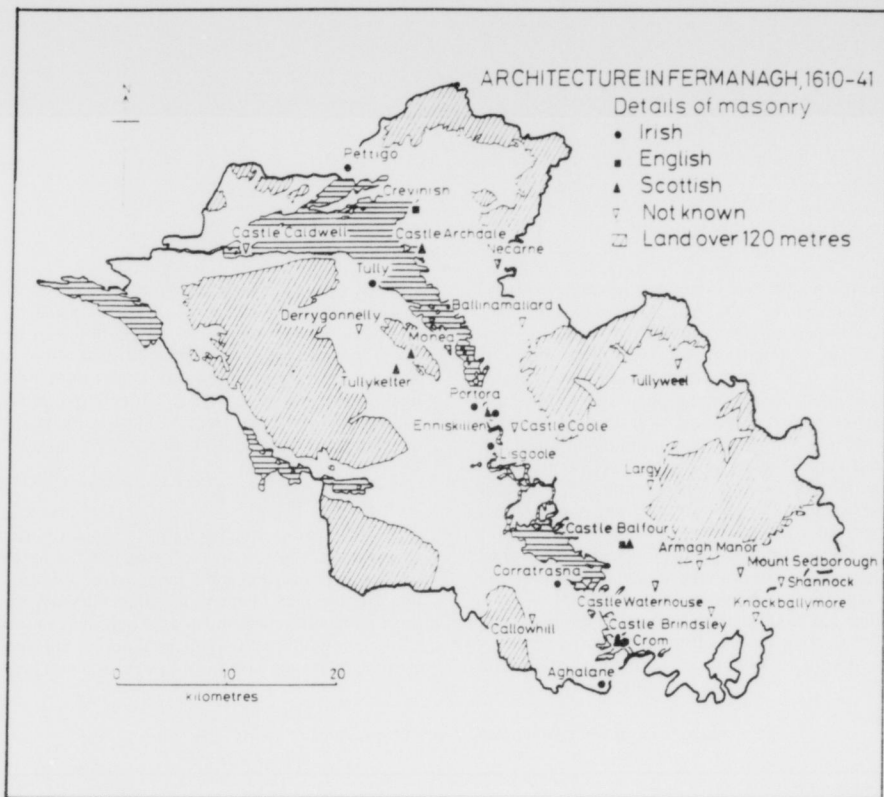 ARCHITECTURE IN FERMANAGH, 1610-41
Details of masonry
Irish
English
Scottish
Not known
Land over 120 metres
N
Pettigo
Crevinish
Castle Caldwell
Castle Archdale
Necarne
Tully
Ballinamallard
Derrygonnelly
Monea
Tullykelter
Tullyweel
Portora
Enniskillen
Castle Coole
Lisgoole
Largy
Castle Balfour
Armagh Manor
Mount Sedborough
Corratrasna
Shannock
Castle Waterhouse
Knockballymore
Callowhill
Castle Brindsley
Crom
Aghalane
0 10 20
kilometres